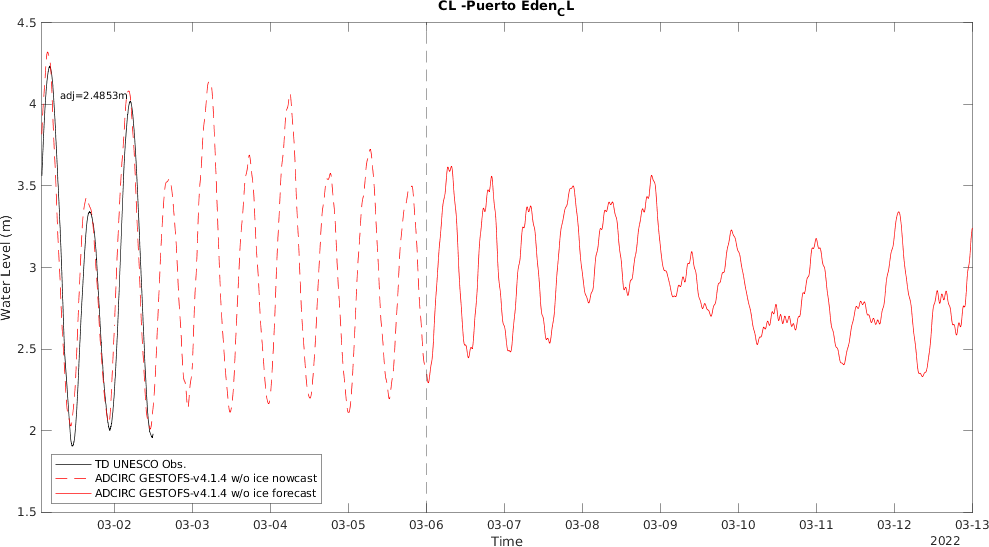 CL -Puerto Eden_CL
4.5
4
3.5
3
2.5
2
1.5
Water Level (m)
adj=2.4853m
TD UNESCO Obs.
ADCIRC GESTOFS-v4.1.4 w/o ice nowcast
ADCIRC GESTOFS-v4.1.4 w/o ice forecast
03-02 03-03 03-04 03-05 03-06 03-07 03-08 03-09 03-10 03-11 03-12 03-13
Time
2022